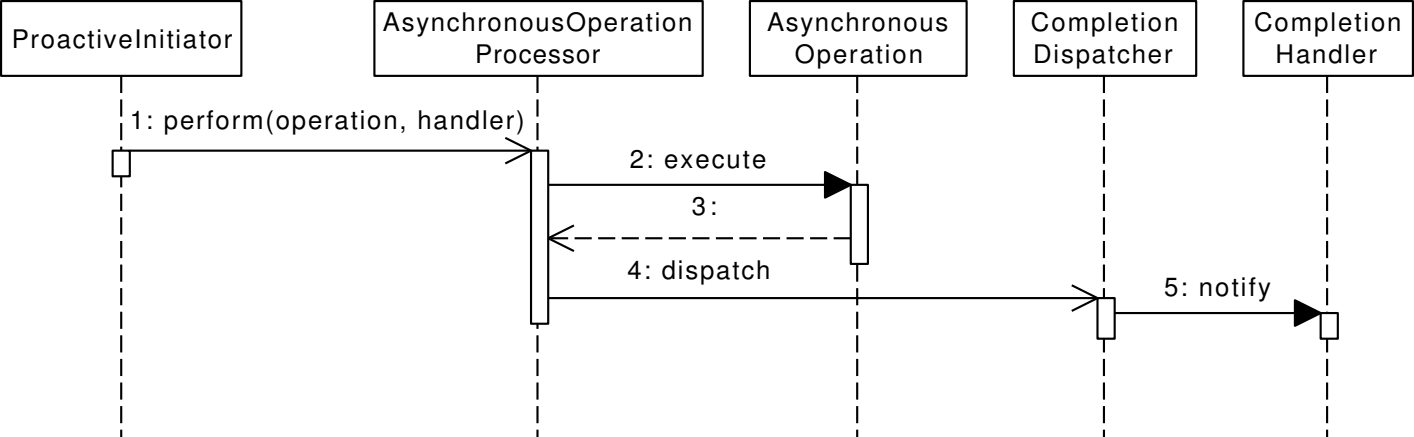 ProactiveInitiator
AsynchronousOperation
Processor
Asynchronous
Operation
Completion
Dispatcher
Completion
Handler
1: perform(operation, handler)
2: execute
3:
4: dispatch
5: notify